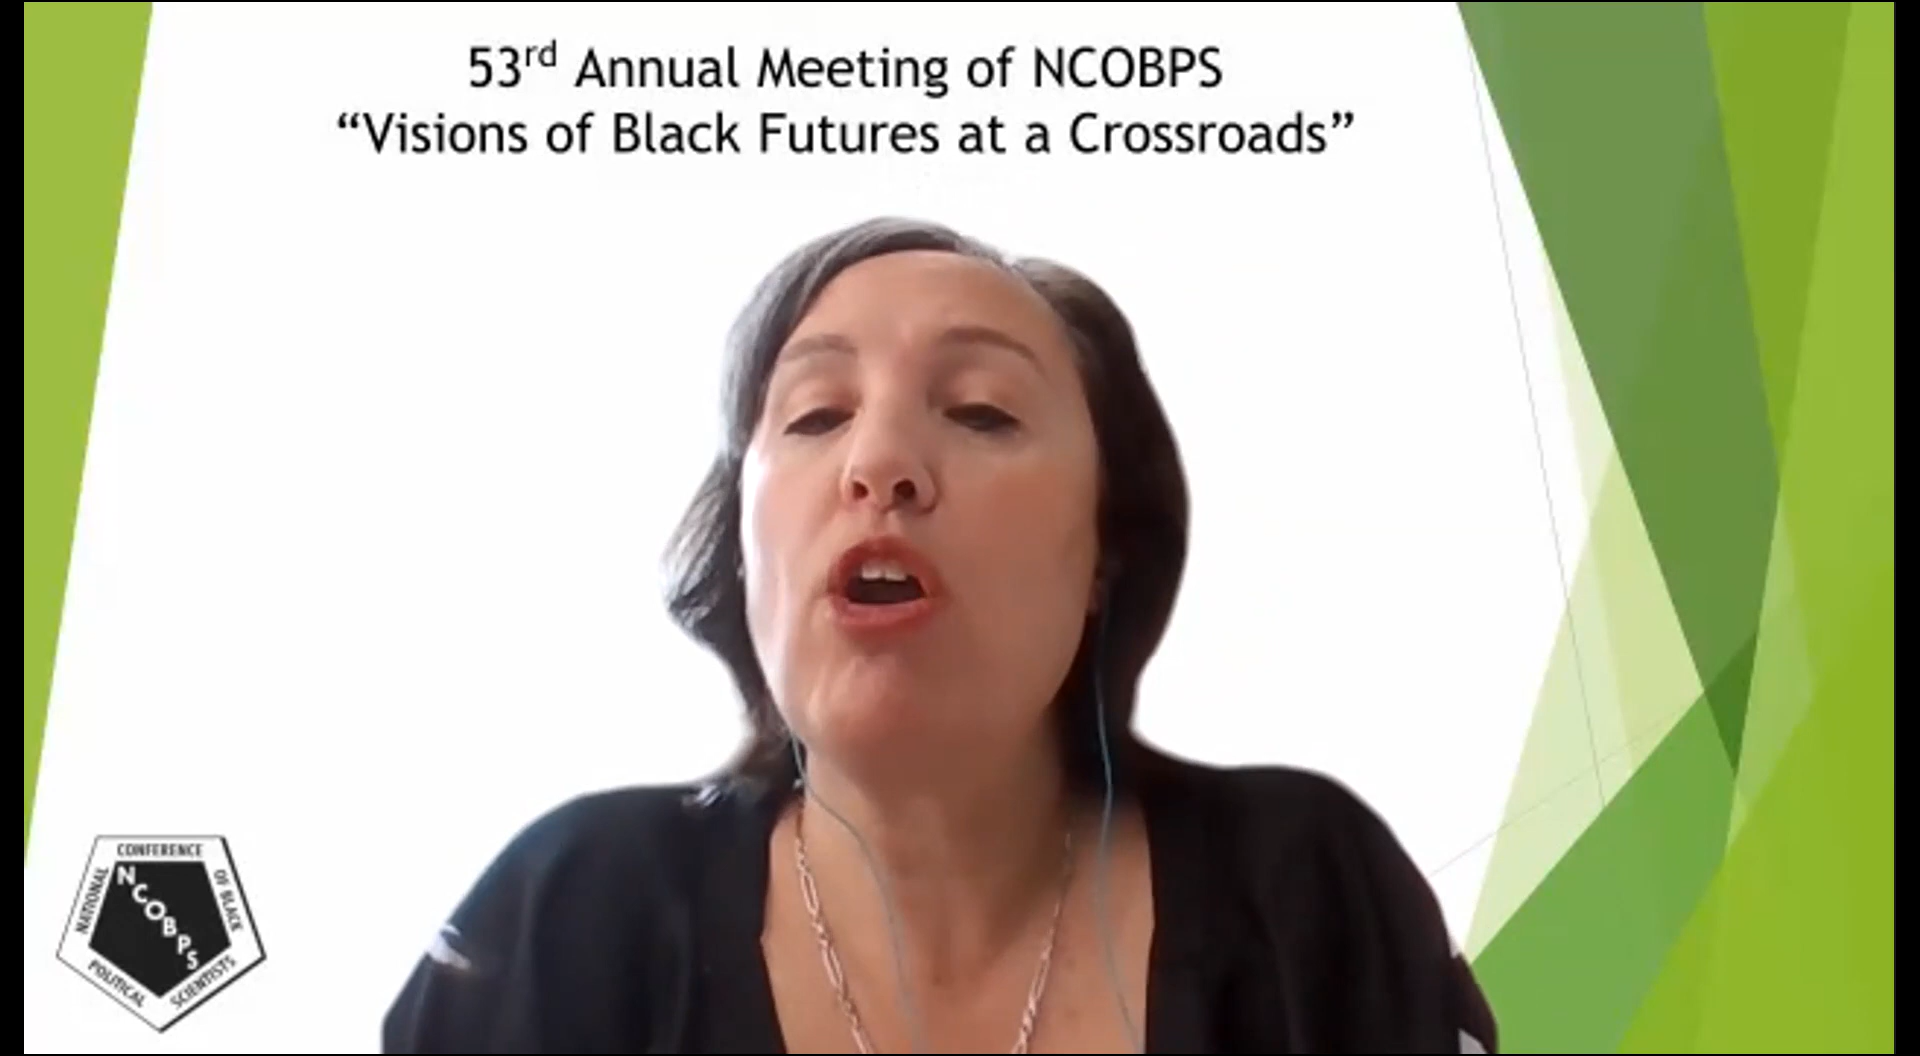 53rd Annual Meeting of NCOBPS
“Visions of Black Futures at a Crossroads”
CONFERENCE
NATIONAL
OF BLACK
NCOBPS
POLITICAL
SCIENTISTS